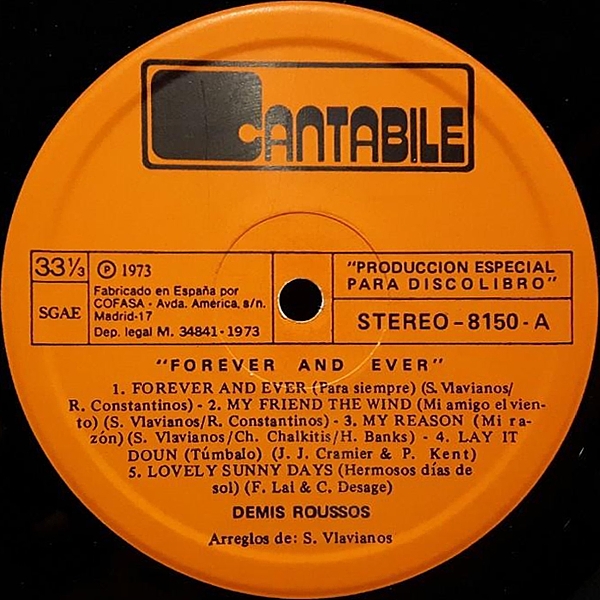 CANTABILE
33⅓
SGAE
Ⓟ 1973
Fabricado en España por
COFASA - Avda. América, s/n.
Madrid-17
Dep. legal M. 34841-1973
"PRODUCCION ESPECIAL
PARA DISCOLIBRO"
STEREO-8150-A
"FOREVER AND EVER"
1. FOREVER AND EVER (Para siempre) (S. Vlavianos/
R. Constantinos) - 2. MY FRIEND THE WIND (Mi amigo el vien-
to) (S. Vlavianos/R. Constantinos) - 3. MY REASON (Mi ra-
zón) (S. Vlavianos/Ch. Chalkitis/H. Banks) - 4. LAY IT
DOUN (Túmbalo) (J. J. Cramier & P. Kent)
5. LOVELY SUNNY DAYS (Hermosos días de
sol) (F. Lai & C. Desage)
DEMIS ROUSSOS
Arreglos de: S. Vlavianos